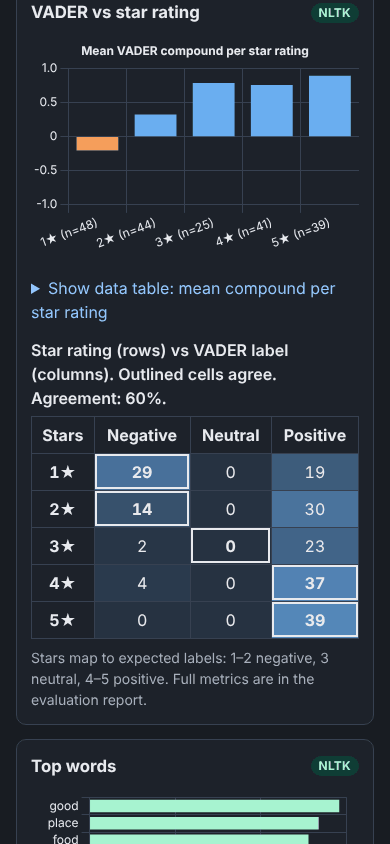 VADER vs star rating NLTK
Mean VADER compound per star rating
1.0
0.5
0
-0.5
-1.0
1★ (n=48) 2★ (n=44) 3★ (n=25) 4★ (n=41) 5★ (n=39)
▶ Show data table: mean compound per
star rating
Star rating (rows) vs VADER label
(columns). Outlined cells agree.
Agreement: 60%.
Stars Negative Neutral Positive
1★ 29 0 19
2★ 14 0 30
3★ 2 0 23
4★ 4 0 37
5★ 0 0 39
Stars map to expected labels: 1–2 negative, 3
neutral, 4–5 positive. Full metrics are in the
evaluation report.
Top words NLTK
good
place
food